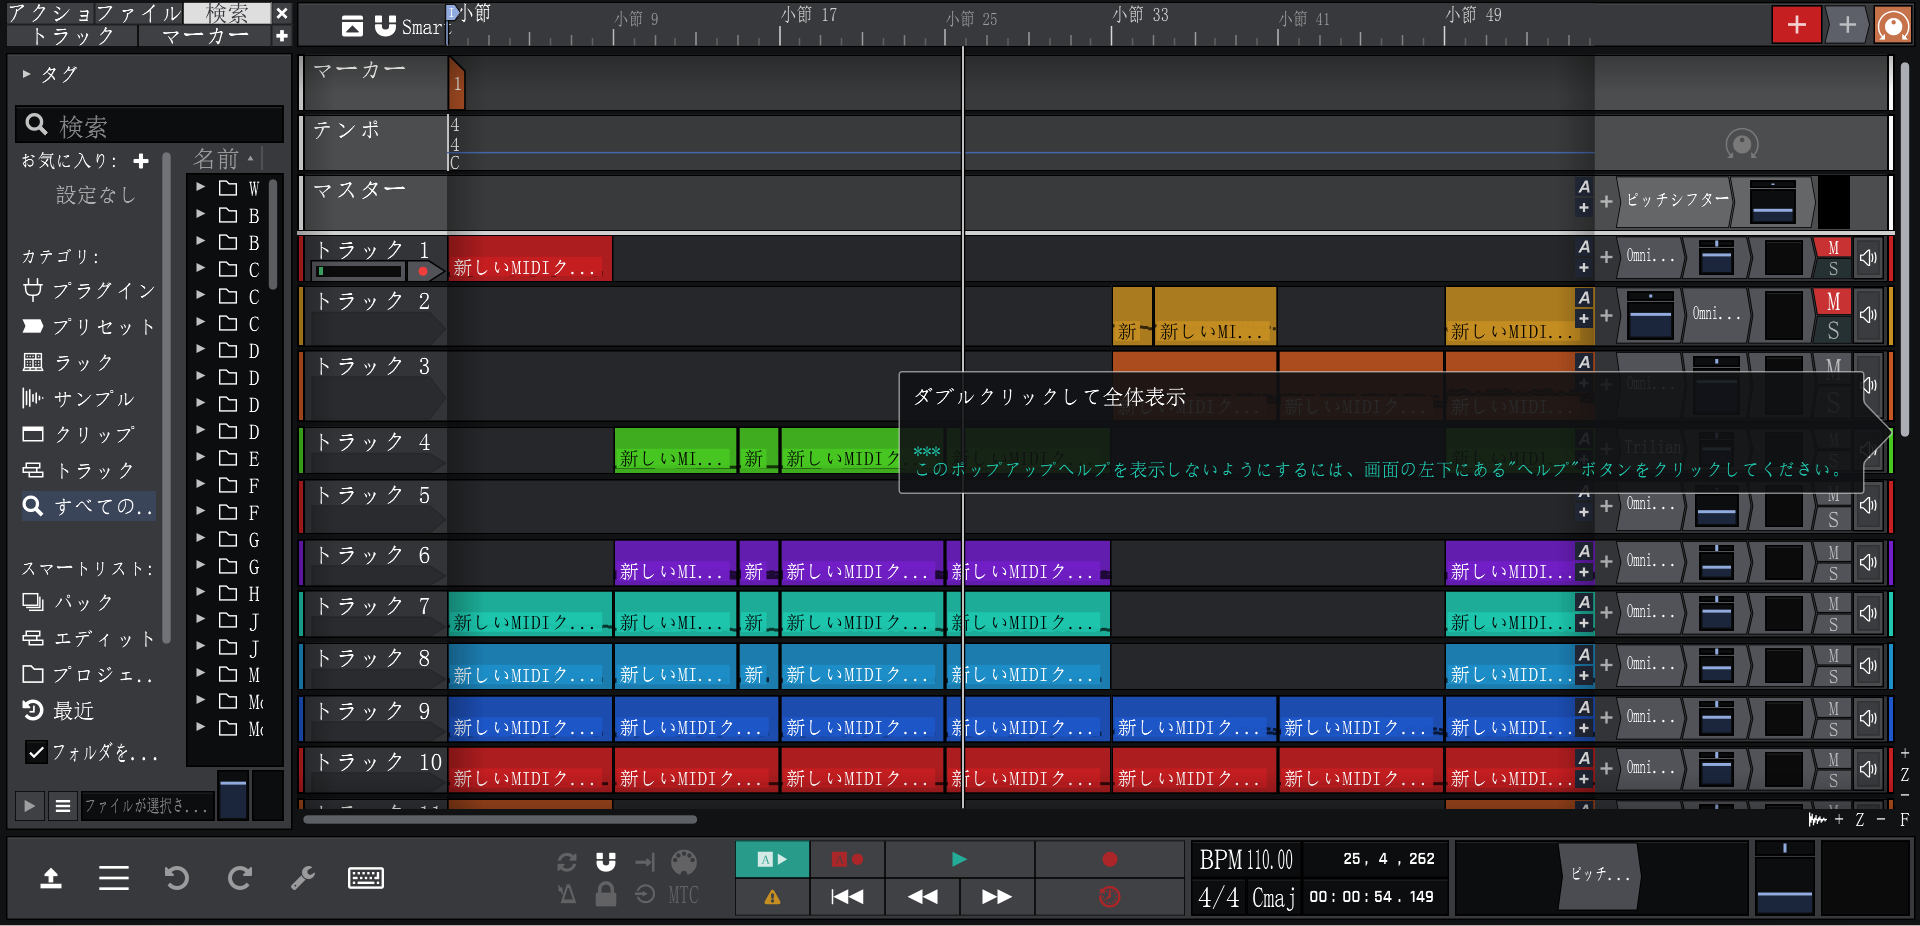 アクショ ファイル 検索
トラック マーカー
タグ
検索
お気に入り:
設定なし
名前
カテゴリ:
プラグイン
プリセット
ラック
サンプル
クリップ
トラック
すべての..
スマートリスト:
パック
エディット
プロジェ..
最近
フォルダを...
ファイルが選択さ...
W
B
B
C
C
C
D
D
D
D
E
F
F
G
G
H
J
J
M
Mc
Mc
Smart
小節 小節 9 小節 17 小節 25 小節 33 小節 41 小節 49
マーカー 1
テンポ 4 4 C
マスター A ピッチシフター
トラック 1 新しいMIDIク... A Omni... M S
トラック 2 新 新しいMI... 新しいMIDI... A Omni... M S
トラック 3 新しいMIDIク... 新しいMIDI... A Omni... M S
トラック 4 新しいMI... 新 新しいMIDIク A Trilian
ダブルクリックして全体表示
***
このポップアップヘルプを表示しないようにするには、画面の左下にある"ヘルプ"ボタンをクリックしてください。
トラック 5 A Omni... M S
トラック 6 新しいMI... 新 新しいMIDIク... 新しいMIDIク... 新しいMIDI... A Omni... M S
トラック 7 新しいMIDIク... 新しいMI... 新 新しいMIDIク... 新しいMIDIク... 新しいMIDI... A Omni... M S
トラック 8 新しいMIDIク... 新しいMI... 新 新しいMIDIク... 新しいMIDIク... 新しいMIDI... A Omni... M S
トラック 9 新しいMIDIク... 新しいMIDIク... 新しいMIDIク... 新しいMIDIク... 新しいMIDIク... 新しいMIDIク... 新しいMIDI... A Omni... M S
トラック 10 新しいMIDIク... 新しいMIDIク... 新しいMIDIク... 新しいMIDIク... 新しいMIDIク... 新しいMIDIク... 新しいMIDI... A Omni... M S
+ Z −
+ Z − F
MTC
A A
BPM 110.00 25, 4, 262
4/4 Cmaj 00:00:54.149
ピッチ...